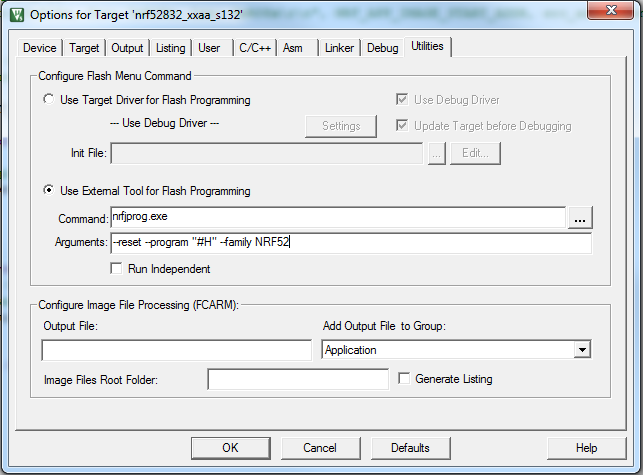 Options for Target 'nrf52832_xxaa_s132'
Device Target Output Listing User C/C++ Asm Linker Debug Utilities
Configure Flash Menu Command
Use Target Driver for Flash Programming Use Debug Driver
--- Use Debug Driver --- Settings Update Target before Debugging
Init File: ... Edit...
Use External Tool for Flash Programming
Command: nrfjprog.exe ...
Arguments: --reset --program "#H" --family NRF52
Run Independent
Configure Image File Processing (FCARM):
Output File: Add Output File to Group:
Application
Image Files Root Folder: Generate Listing
OK Cancel Defaults Help